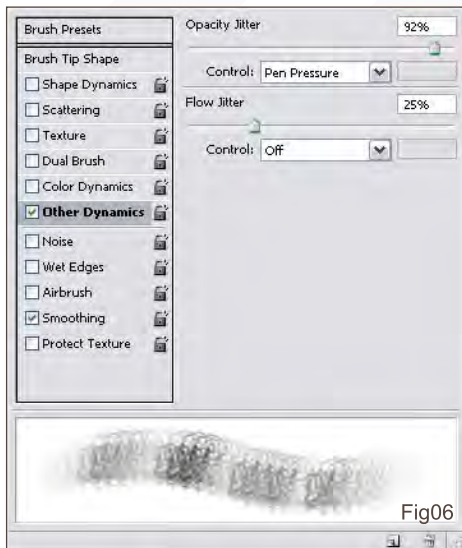 Brush Presets
Brush Tip Shape
Shape Dynamics
Scattering
Texture
Dual Brush
Color Dynamics
Other Dynamics
Noise
Wet Edges
Airbrush
Smoothing
Protect Texture
Opacity Jitter 92%
Control: Pen Pressure
Flow Jitter 25%
Control: Off
Fig06